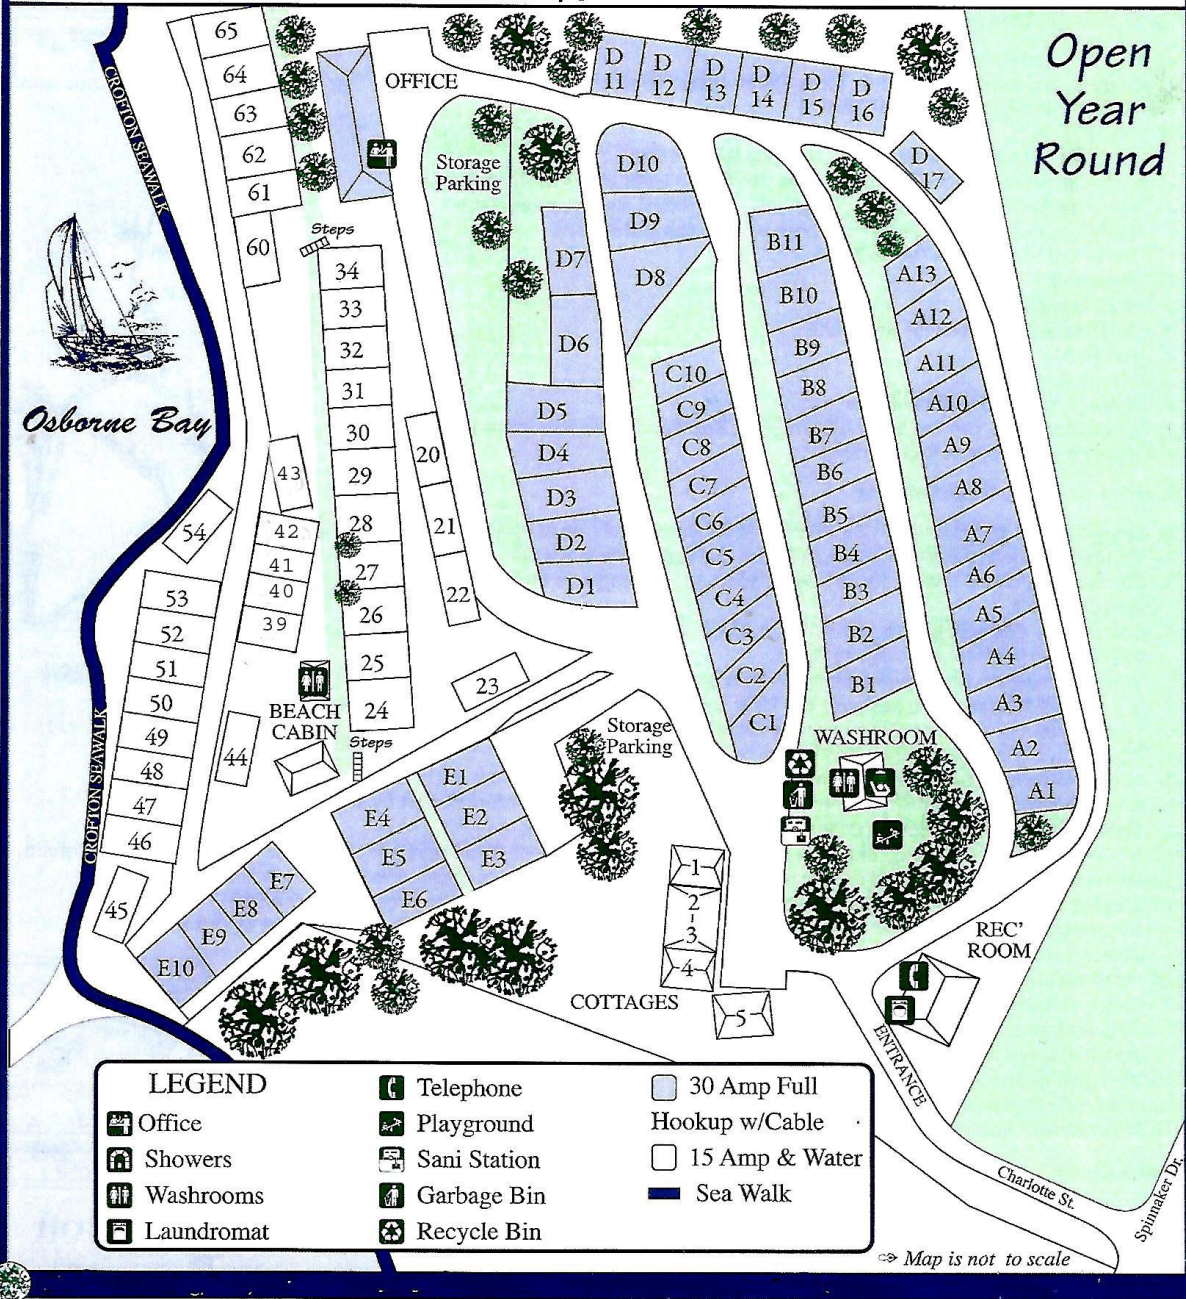 Open
Year
Round
CROFTON SEAWALK
Osborne Bay
CROFTON SEAWALK
65
64
63
62
61
60
OFFICE
Storage
Parking
Steps
34
33
32
31
30
29
28
27
26
25
24
20
21
22
23
43
42
41
40
39
54
53
52
51
50
49
48
47
46
45
44
BEACH
CABIN
Steps
D
11
D
12
D
13
D
14
D
15
D
16
D
17
D10
D9
D8
D7
D6
D5
D4
D3
D2
D1
C10
C9
C8
C7
C6
C5
C4
C3
C2
C1
B11
B10
B9
B8
B7
B6
B5
B4
B3
B2
B1
A13
A12
A11
A10
A9
A8
A7
A6
A5
A4
A3
A2
A1
Storage
Parking
WASHROOM
E1
E2
E3
E4
E5
E6
E7
E8
E9
E10
1
2
3
4
5
COTTAGES
REC'
ROOM
ENTRANCE
Charlotte St.
Spinnaker Dr.
LEGEND
Office
Showers
Washrooms
Laundromat
Telephone
Playground
Sani Station
Garbage Bin
Recycle Bin
30 Amp Full
Hookup w/Cable
15 Amp & Water
Sea Walk
Map is not to scale